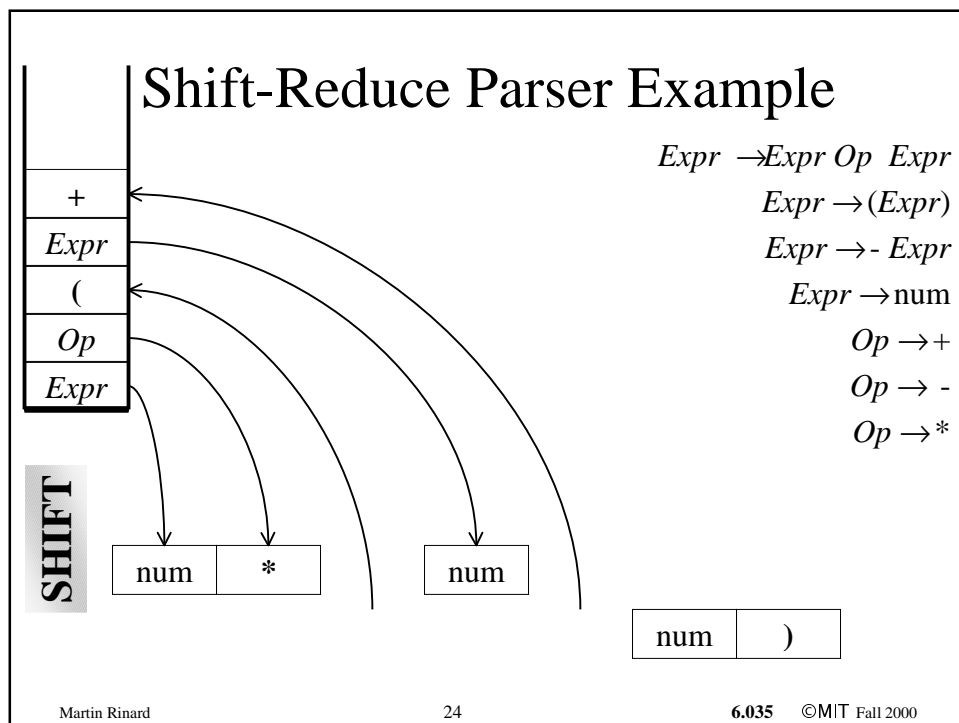 Shift-Reduce Parser Example
Expr → Expr Op Expr
Expr → (Expr)
Expr → - Expr
Expr → num
Op → +
Op → -
Op → *
+
Expr
(
Op
Expr
SHIFT
num * num
num )
Martin Rinard 24 6.035 ©MIT Fall 2000